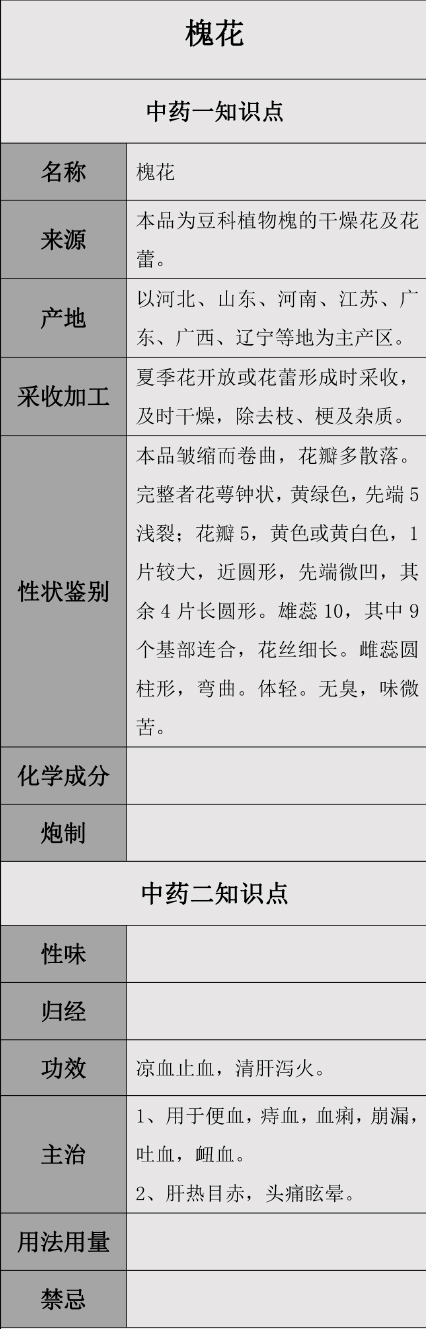 槐花
中药一知识点
名称
槐花
来源
本品为豆科植物槐的干燥花及花
蕾。
产地
以河北、山东、河南、江苏、广
东、广西、辽宁等地为主产区。
采收加工
夏季花开放或花蕾形成时采收，
及时干燥，除去枝、梗及杂质。
性状鉴别
本品皱缩而卷曲，花瓣多散落。
完整者花萼钟状，黄绿色，先端5
浅裂；花瓣5，黄色或黄白色，1
片较大，近圆形，先端微凹，其
余4片长圆形。雄蕊10，其中9
个基部连合，花丝细长。雌蕊圆
柱形，弯曲。体轻。无臭，味微
苦。
化学成分
炮制
中药二知识点
性味
归经
功效
凉血止血，清肝泻火。
主治
1、用于便血，痔血，血痢，崩漏，
吐血，衄血。
2、肝热目赤，头痛眩晕。
用法用量
禁忌